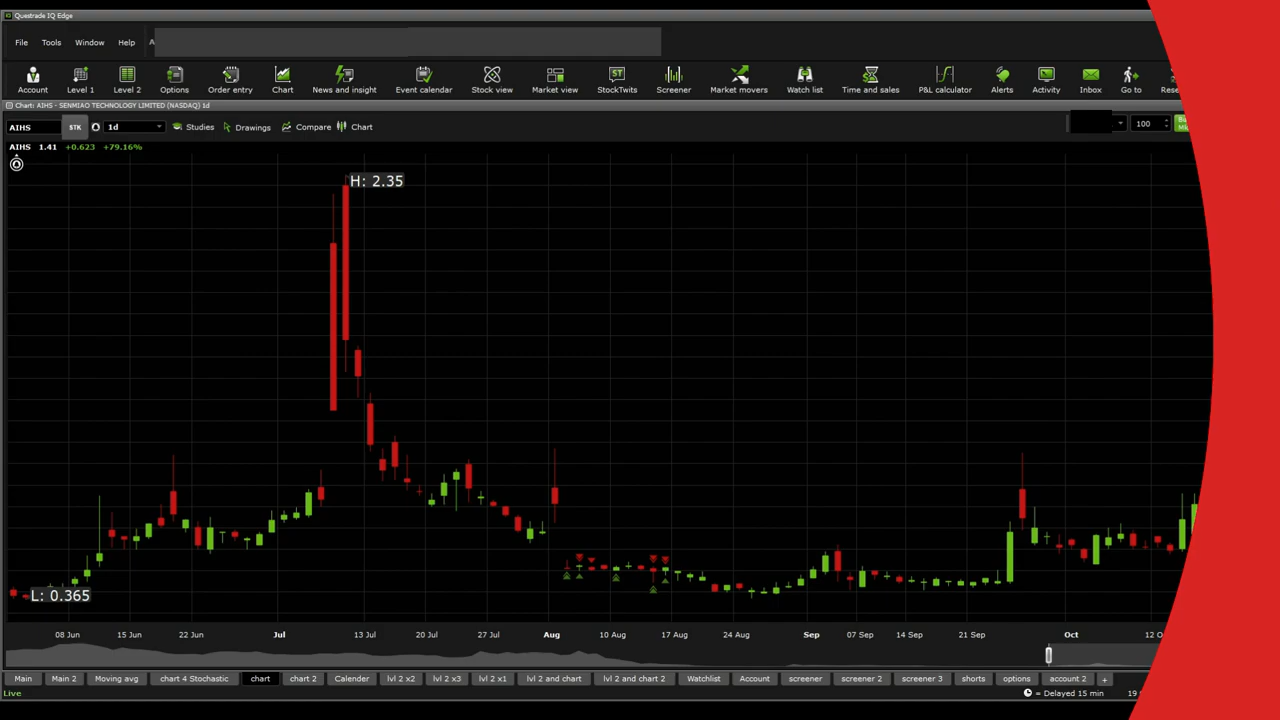 Questrade IQ Edge
File Tools Window Help
Account Level 1 Level 2 Options Order entry Chart News and insight Event calendar Stock view Market view StockTwits Screener Market movers Watch list Time and sales P&L calculator Alerts Activity Inbox Go to
Chart: AIHS - SENMIAO TECHNOLOGY LIMITED (NASDAQ) 1d
AIHS STK 1d Studies Drawings Compare Chart 100
AIHS 1.41 +0.623 +79.16%
H: 2.35
L: 0.365
08 Jun 15 Jun 22 Jun Jul 13 Jul 20 Jul 27 Jul Aug 10 Aug 17 Aug 24 Aug Sep 07 Sep 14 Sep 21 Sep Oct
Main Main 2 Moving avg chart 4 Stochastic chart chart 2 Calender lvl 2 x2 lvl 2 x3 lvl 2 x1 lvl 2 and chart lvl 2 and chart 2 Watchlist Account screener screener 2 screener 3 shorts options account 2 +
Live = Delayed 15 min